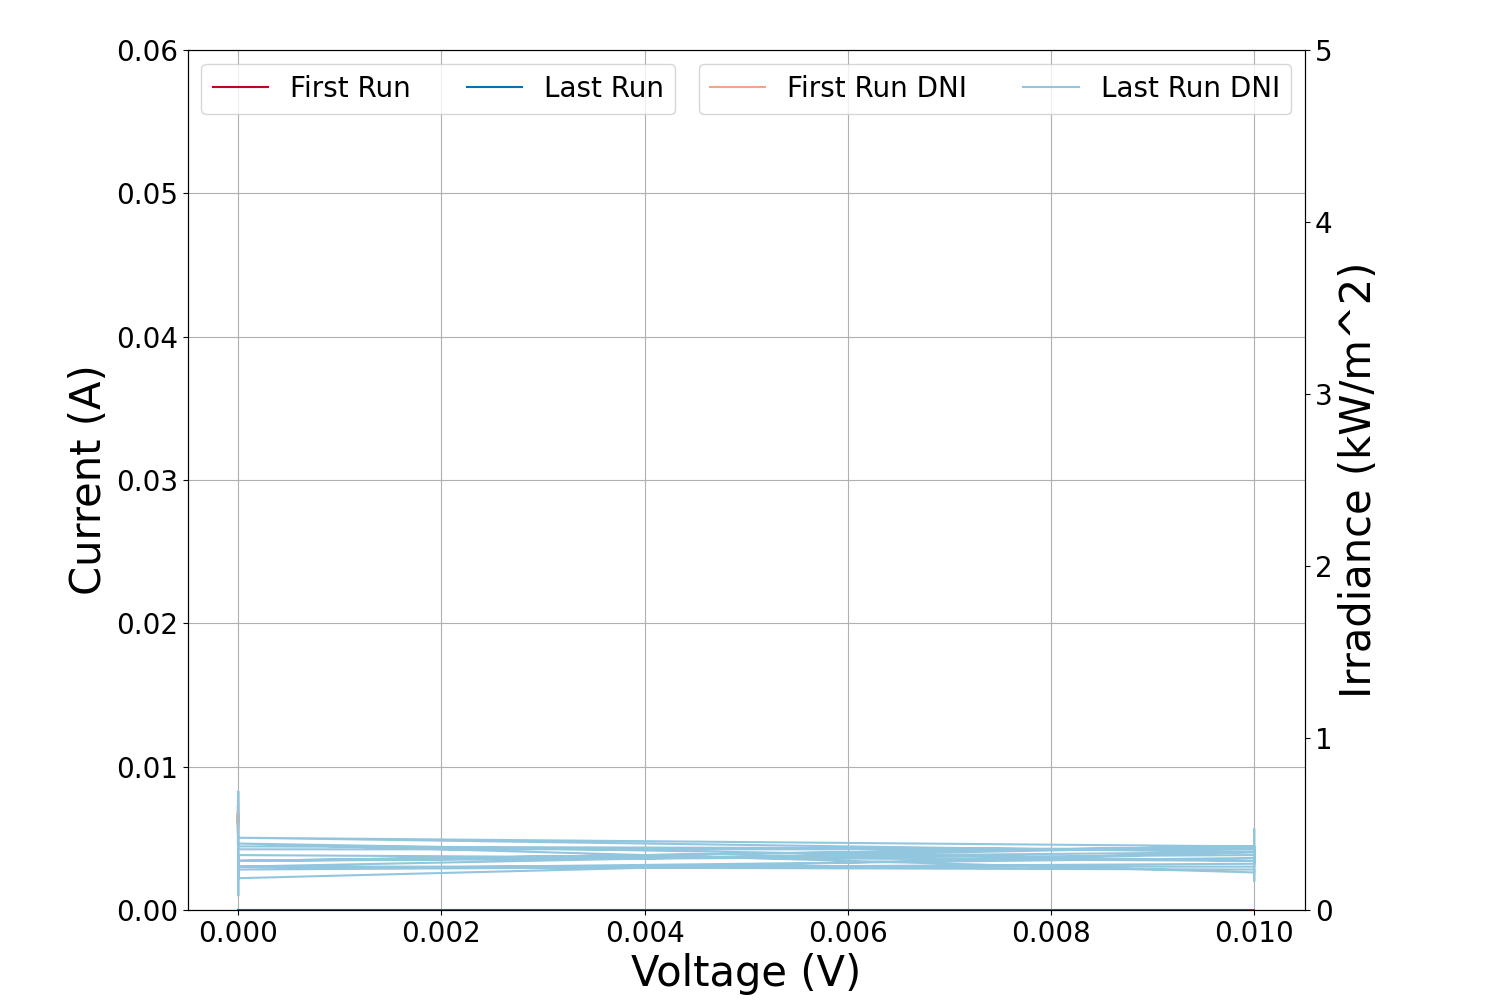 First Run
Last Run
First Run DNI
Last Run DNI
0.06
0.05
0.04
0.03
0.02
0.01
0.00
Current (A)
5
4
3
2
1
0
Irradiance (kW/m^2)
0.000 0.002 0.004 0.006 0.008 0.010
Voltage (V)